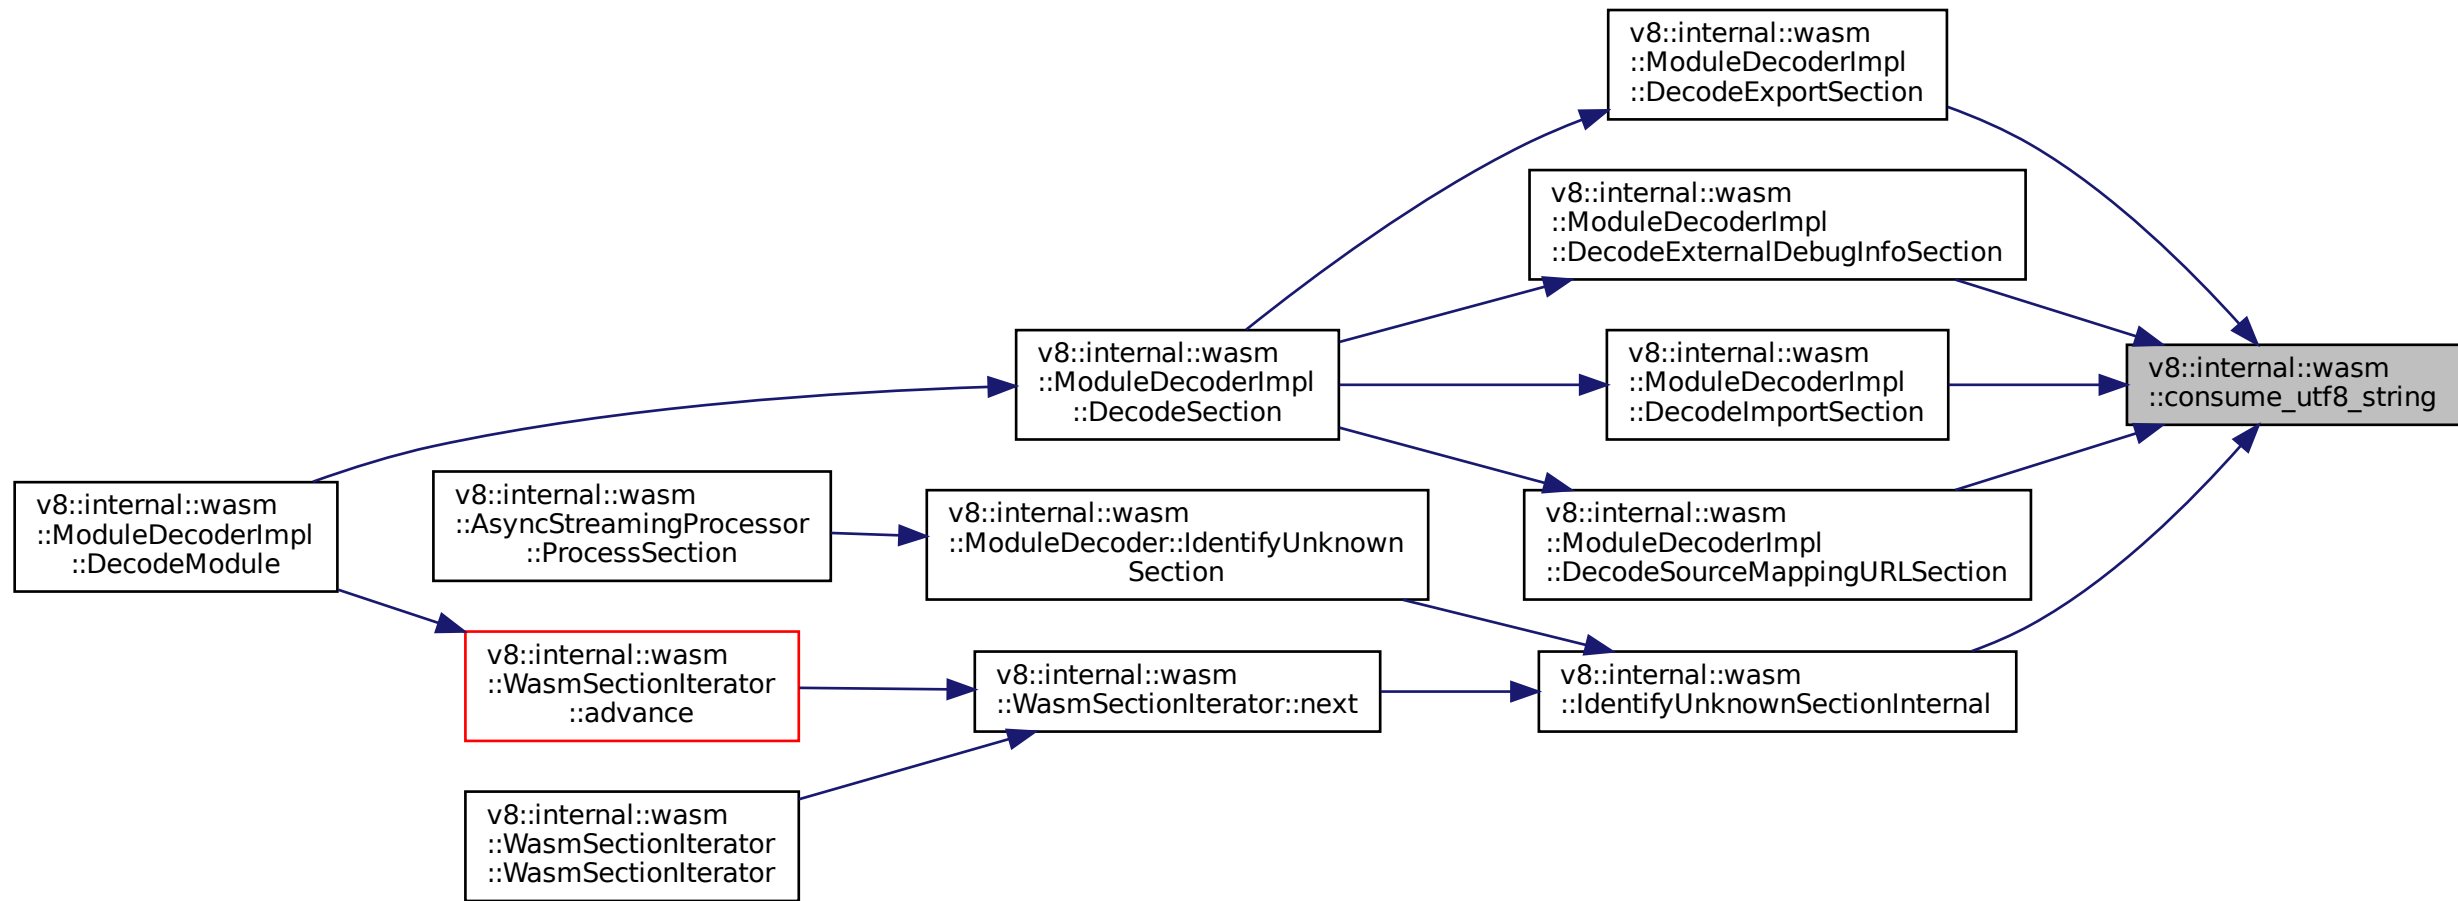 v8::internal::wasm
::ModuleDecoderImpl
::DecodeExportSection
v8::internal::wasm
::ModuleDecoderImpl
::DecodeExternalDebugInfoSection
v8::internal::wasm
::ModuleDecoderImpl
::DecodeSection
v8::internal::wasm
::ModuleDecoderImpl
::DecodeImportSection
v8::internal::wasm
::consume_utf8_string
v8::internal::wasm
::ModuleDecoderImpl
::DecodeModule
v8::internal::wasm
::AsyncStreamingProcessor
::ProcessSection
v8::internal::wasm
::ModuleDecoder::IdentifyUnknown
Section
v8::internal::wasm
::ModuleDecoderImpl
::DecodeSourceMappingURLSection
v8::internal::wasm
::WasmSectionIterator
::advance
v8::internal::wasm
::WasmSectionIterator::next
v8::internal::wasm
::IdentifyUnknownSectionInternal
v8::internal::wasm
::WasmSectionIterator
::WasmSectionIterator